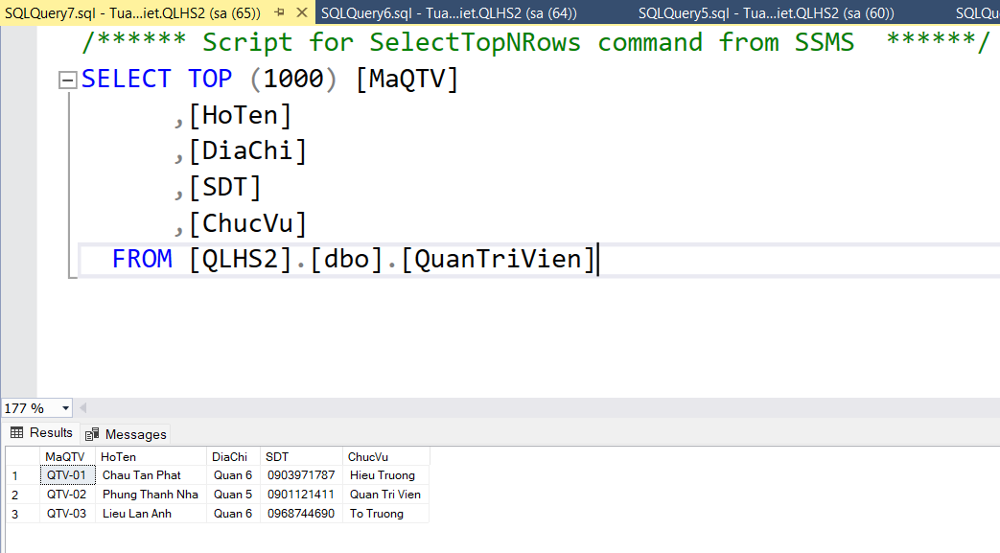 SQLQuery7.sql - Tua...iet.QLHS2 (sa (65)) SQLQuery6.sql - Tua...iet.QLHS2 (sa (64)) SQLQuery5.sql - Tua...iet.QLHS2 (sa (60)) SQLQu
/****** Script for SelectTopNRows command from SSMS  ******/
SELECT TOP (1000) [MaQTV]
,[HoTen]
,[DiaChi]
,[SDT]
,[ChucVu]
FROM [QLHS2].[dbo].[QuanTriVien]
177 %
Results Messages
MaQTV HoTen DiaChi SDT ChucVu
1 QTV-01 Chau Tan Phat Quan 6 0903971787 Hieu Truong
2 QTV-02 Phung Thanh Nha Quan 5 0901121411 Quan Tri Vien
3 QTV-03 Lieu Lan Anh Quan 6 0968744690 To Truong